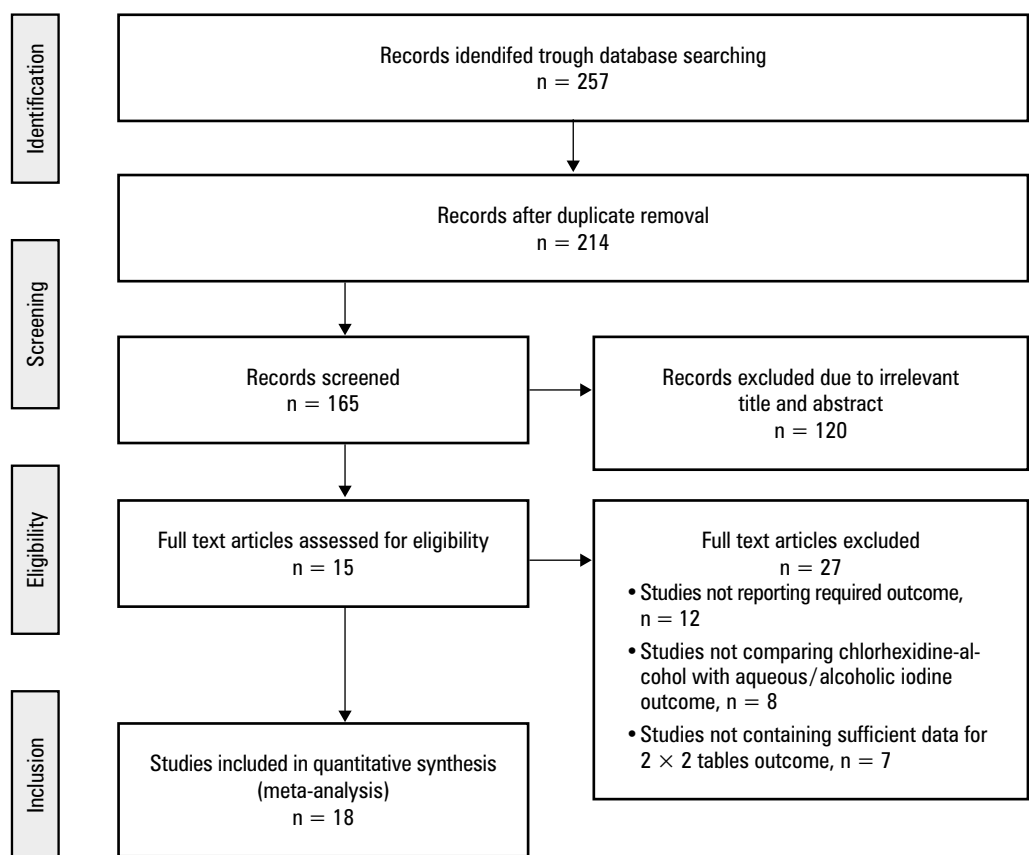 Identification
Records idendifed trough database searching
n = 257
Records after duplicate removal
n = 214
Screening
Records screened
n = 165
Records excluded due to irrelevant
title and abstract
n = 120
Eligibility
Full text articles assessed for eligibility
n = 15
Full text articles excluded
n = 27
• Studies not reporting required outcome,
n = 12
• Studies not comparing chlorhexidine-al-
cohol with aqueous/alcoholic iodine
outcome, n = 8
• Studies not containing sufficient data for
2 × 2 tables outcome, n = 7
Inclusion
Studies included in quantitative synthesis
(meta-analysis)
n = 18